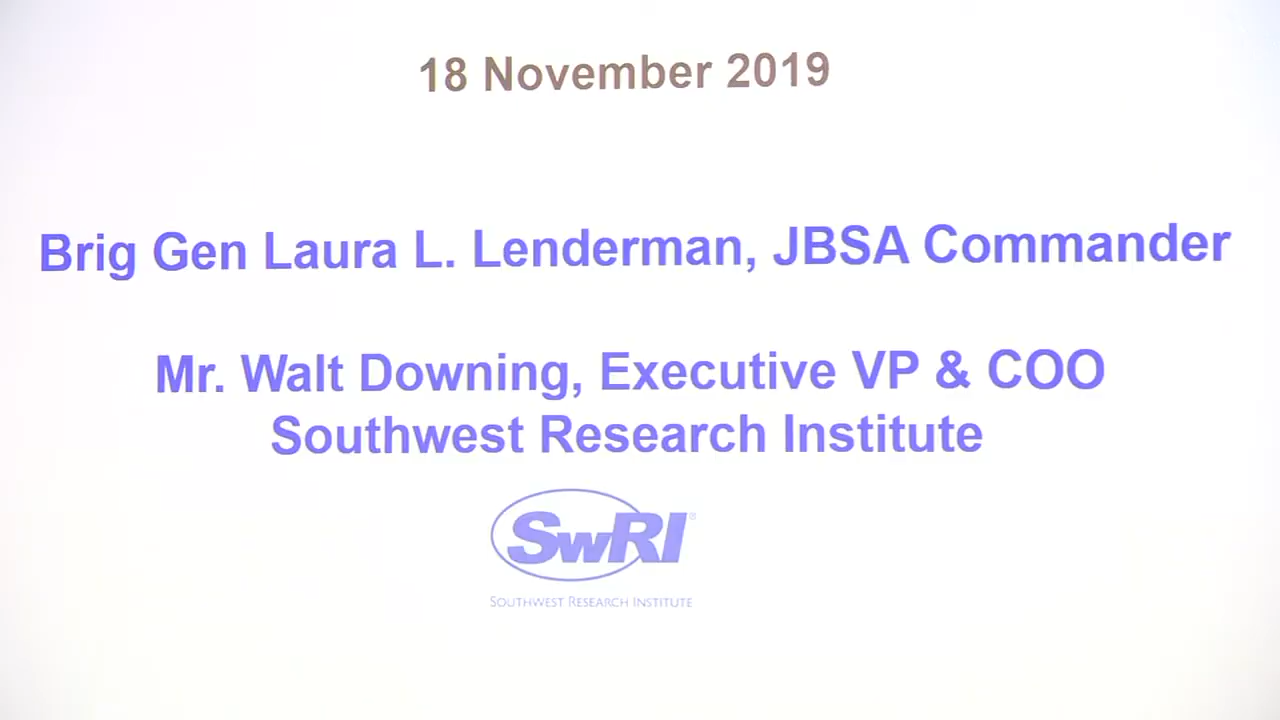 18 November 2019
Brig Gen Laura L. Lenderman, JBSA Commander
Mr. Walt Downing, Executive VP & COO
Southwest Research Institute
SwRI®
SOUTHWEST RESEARCH INSTITUTE